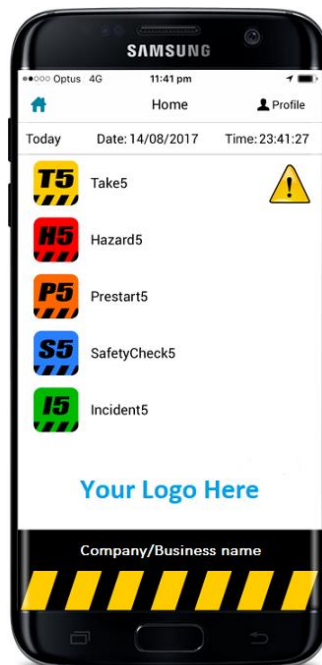 SAMSUNG
Optus 4G 11:41 pm
Home Profile
Today Date: 14/08/2017 Time: 23:41:27
T5 Take5
!
H5 Hazard5
P5 Prestart5
S5 SafetyCheck5
I5 Incident5
Your Logo Here
Company/Business name